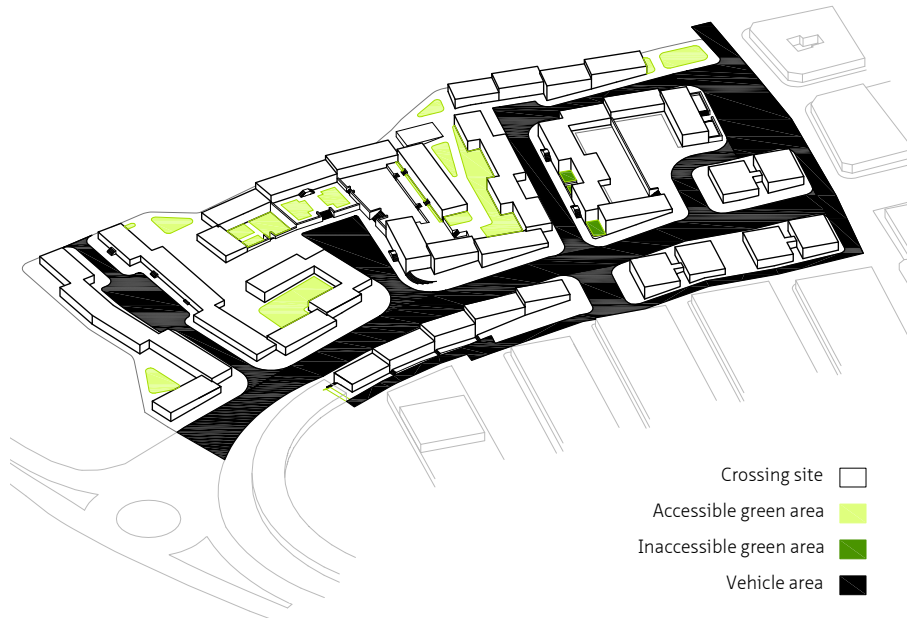 Crossing site
Accessible green area
Inaccessible green area
Vehicle area